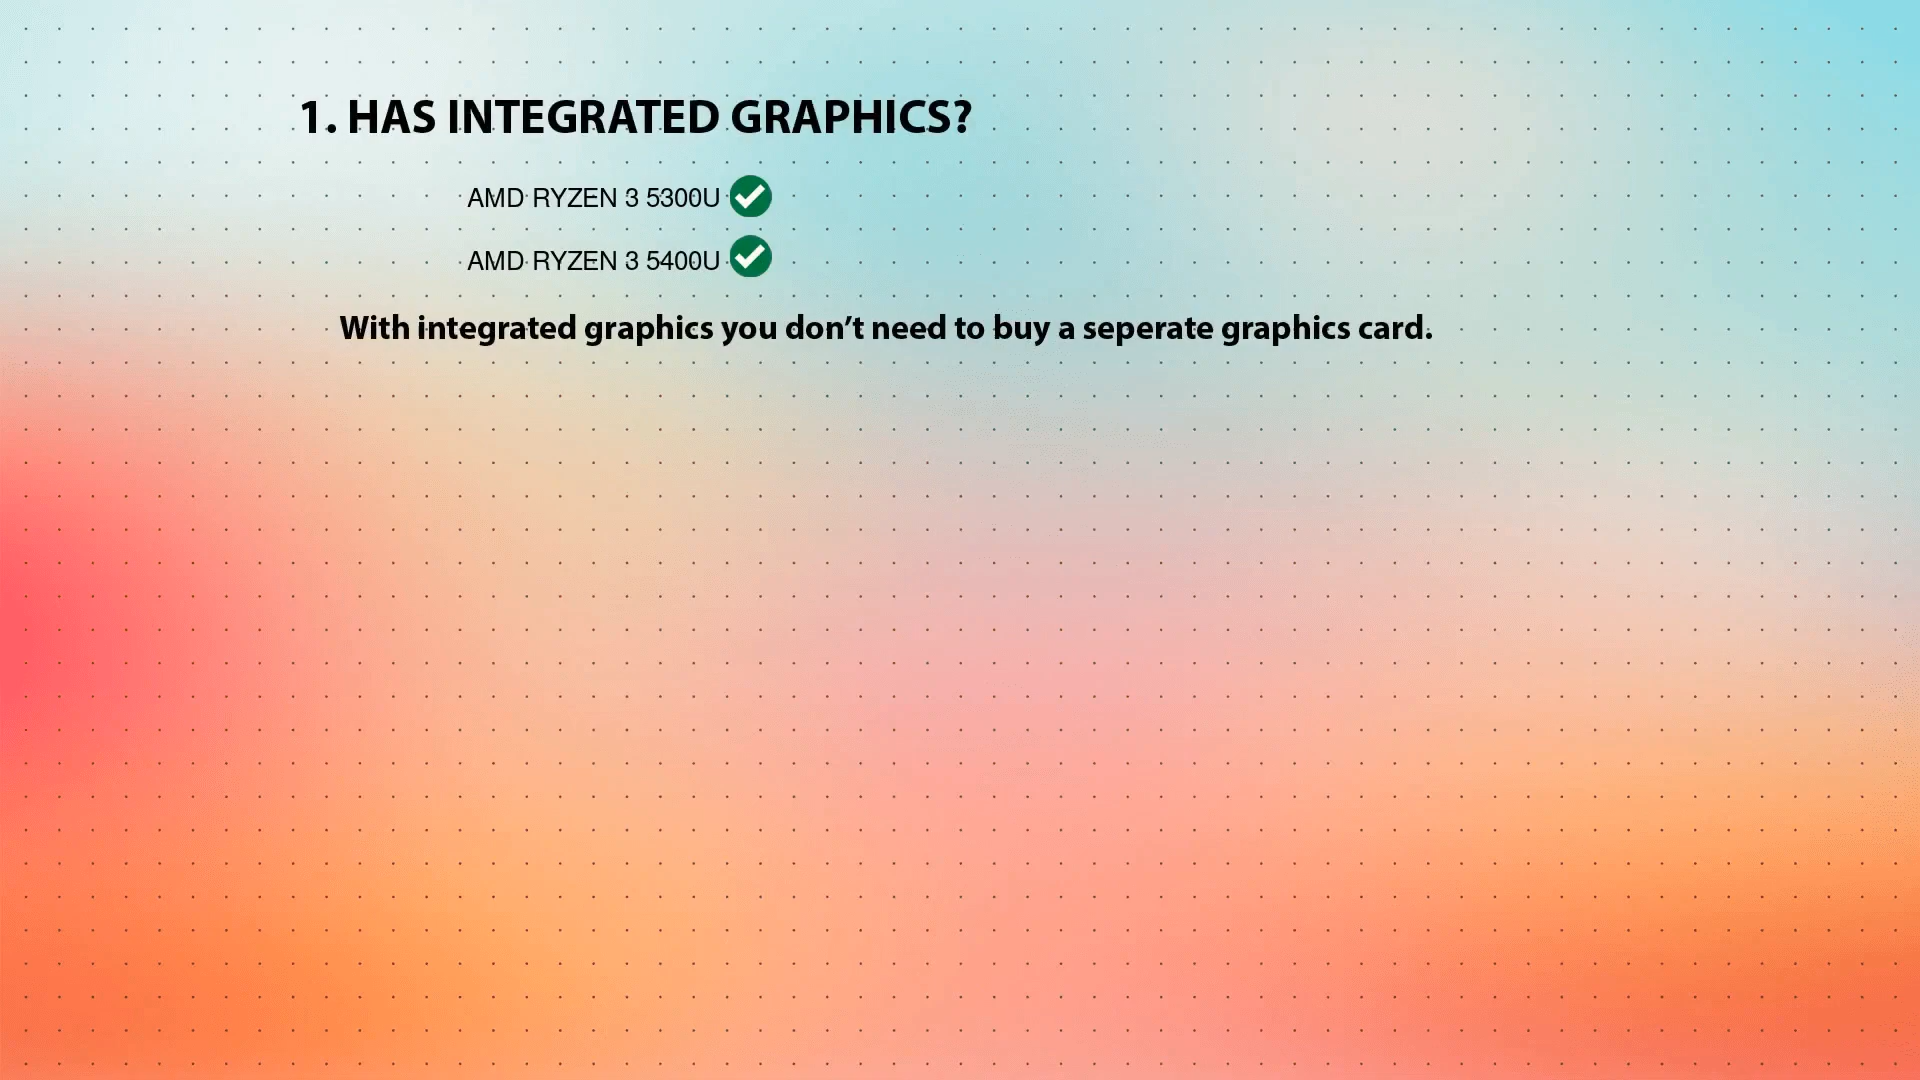 1. HAS INTEGRATED GRAPHICS?
AMD RYZEN 3 5300U
AMD RYZEN 3 5400U
With integrated graphics you don’t need to buy a seperate graphics card.